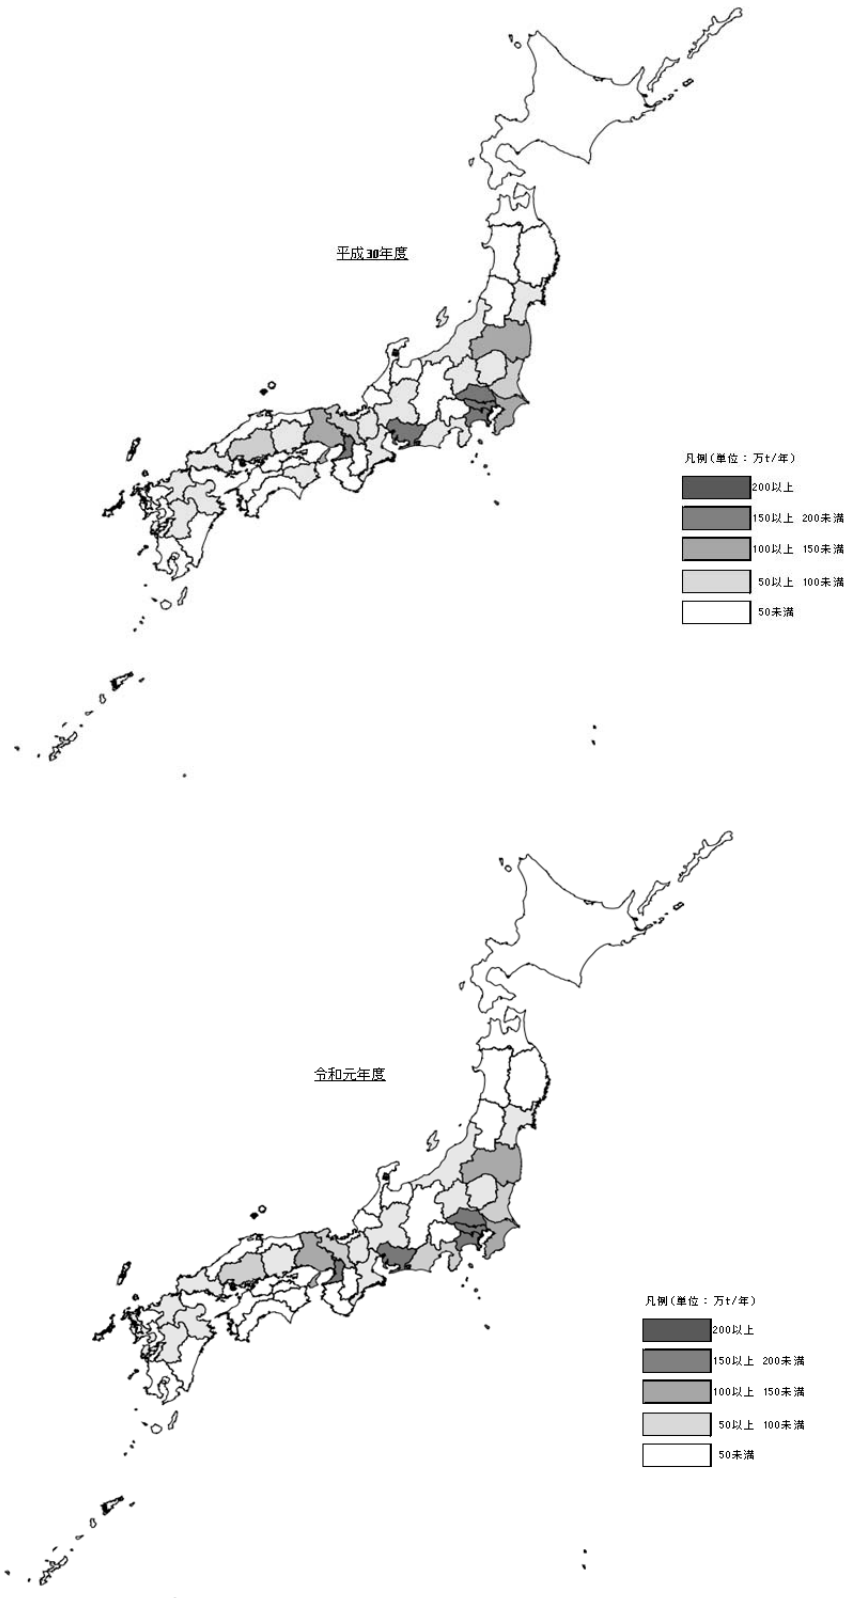 平成30年度
凡例(単位：万t/年)
200以上
150以上 200未満
100以上 150未満
50以上 100未満
50未満
令和元年度
凡例(単位：万t/年)
200以上
150以上 200未満
100以上 150未満
50以上 100未満
50未満